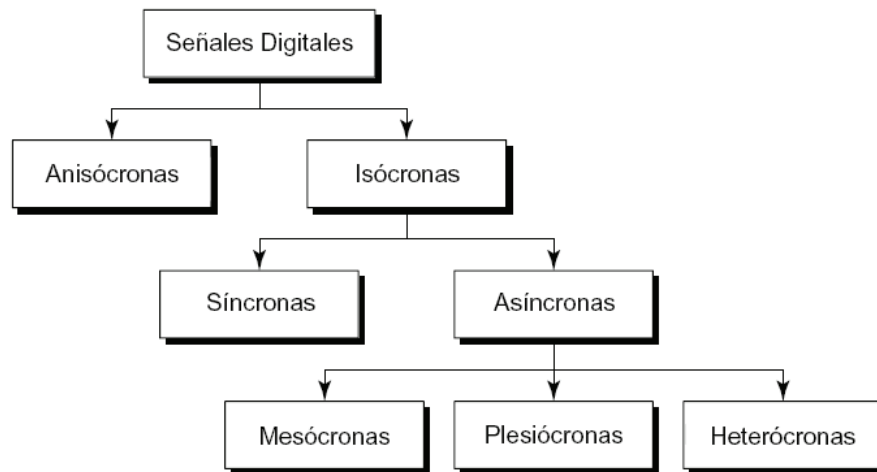 Señales Digitales
Anisócronas
Isócronas
Síncronas
Asíncronas
Mesócronas
Plesiócronas
Heterócronas